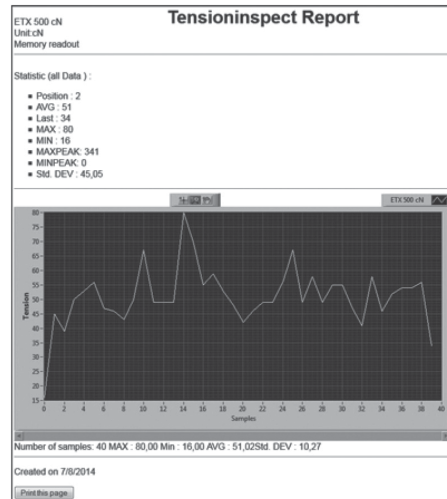 Tensioninspect Report
ETX 500 cN
Unit:cN
Memory readout
Statistic (all Data ) :
Position : 2
AVG : 51
Last : 34
MAX : 80
MIN : 16
MAXPEAK: 341
MINPEAK: 0
Std. DEV : 45,05
ETX 500 cN
80
75
70
65
60
55
50
45
40
35
30
25
20
15
Tension
0 2 4 6 8 10 12 14 16 18 20 22 24 26 28 30 32 34 36 38 40
Samples
Number of samples: 40 MAX : 80,00 Min : 16,00 AVG : 51,02Std. DEV : 10,27
Created on 7/8/2014
Print this page